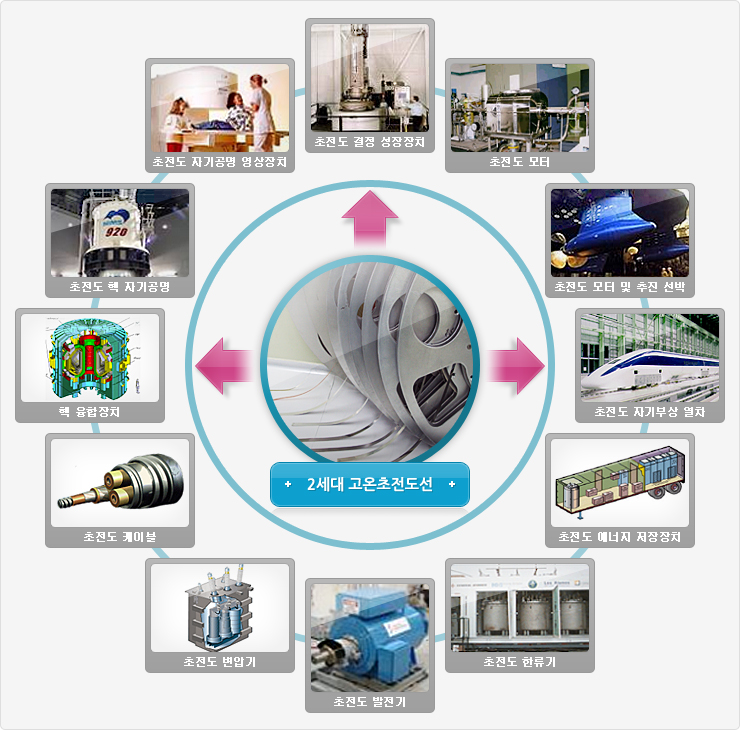 초전도 결정 성장장치
초전도 자기공명 영상장치
초전도 모터
920
초전도 핵 자기공명
초전도 모터 및 추진 선박
핵 융합장치
초전도 자기부상 열차
+ 2세대 고온초전도선 +
초전도 케이블
초전도 에너지 저장장치
초전도 변압기
초전도 한류기
초전도 발전기